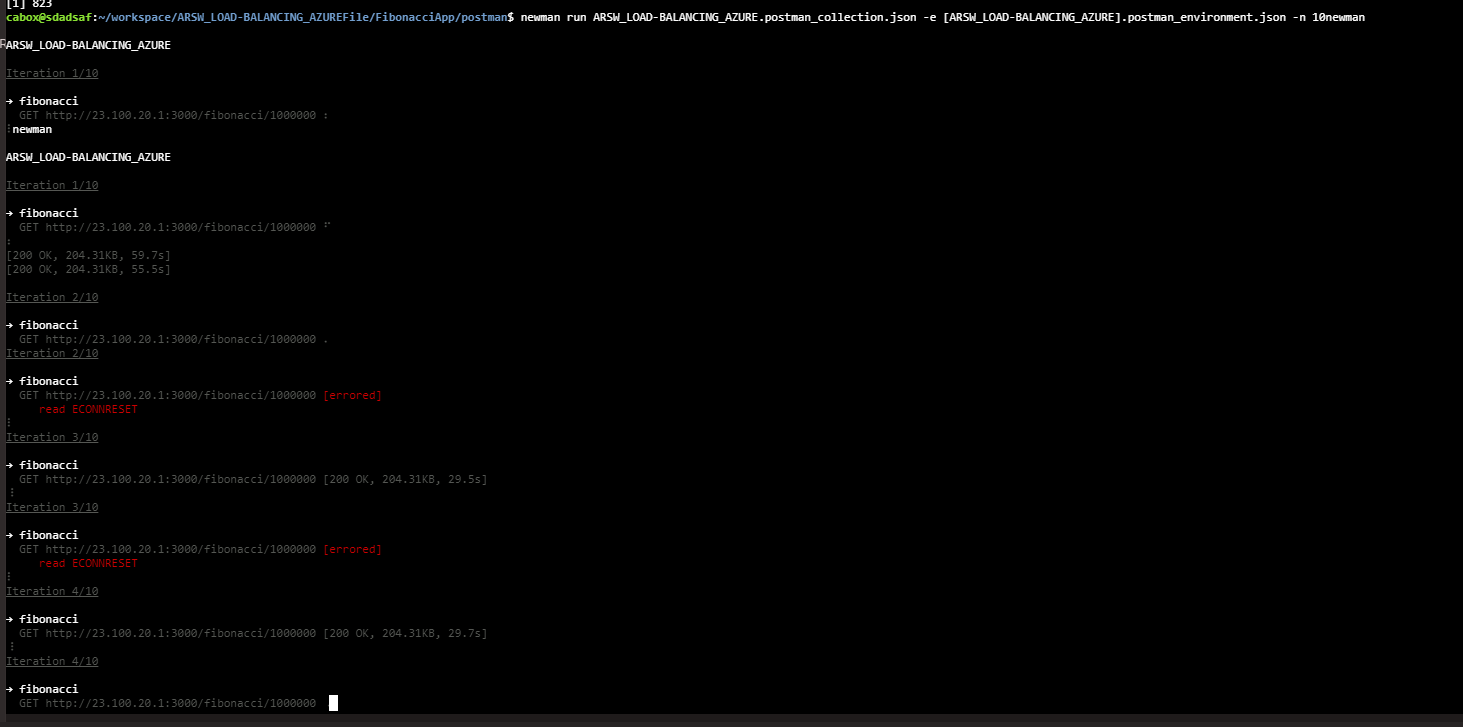 [1] 823
cabox@sdadsaf:~/workspace/ARSW_LOAD-BALANCING_AZUREFile/FibonacciApp/postman$ newman run ARSW_LOAD-BALANCING_AZURE.postman_collection.json -e [ARSW_LOAD-BALANCING_AZURE].postman_environment.json -n 10newman
ARSW_LOAD-BALANCING_AZURE
Iteration 1/10
→ fibonacci
GET http://23.100.20.1:3000/fibonacci/1000000
newman
ARSW_LOAD-BALANCING_AZURE
Iteration 1/10
→ fibonacci
GET http://23.100.20.1:3000/fibonacci/1000000
[200 OK, 204.31KB, 59.7s]
[200 OK, 204.31KB, 55.5s]
Iteration 2/10
→ fibonacci
GET http://23.100.20.1:3000/fibonacci/1000000
Iteration 2/10
→ fibonacci
GET http://23.100.20.1:3000/fibonacci/1000000 [errored]
read ECONNRESET
Iteration 3/10
→ fibonacci
GET http://23.100.20.1:3000/fibonacci/1000000 [200 OK, 204.31KB, 29.5s]
Iteration 3/10
→ fibonacci
GET http://23.100.20.1:3000/fibonacci/1000000 [errored]
read ECONNRESET
Iteration 4/10
→ fibonacci
GET http://23.100.20.1:3000/fibonacci/1000000 [200 OK, 204.31KB, 29.7s]
Iteration 4/10
→ fibonacci
GET http://23.100.20.1:3000/fibonacci/1000000